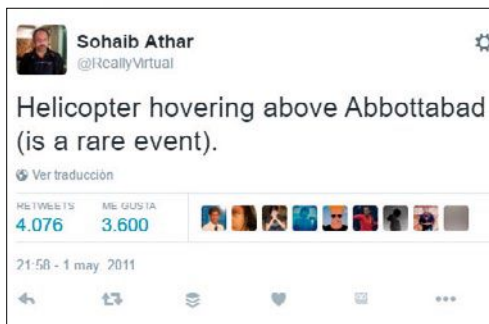 Sohaib Athar
@ReallyVirtual
Helicopter hovering above Abbottabad
(is a rare event).
Ver traducción
RETWEETS ME GUSTA
4.076 3.600
21:58 - 1 may. 2011